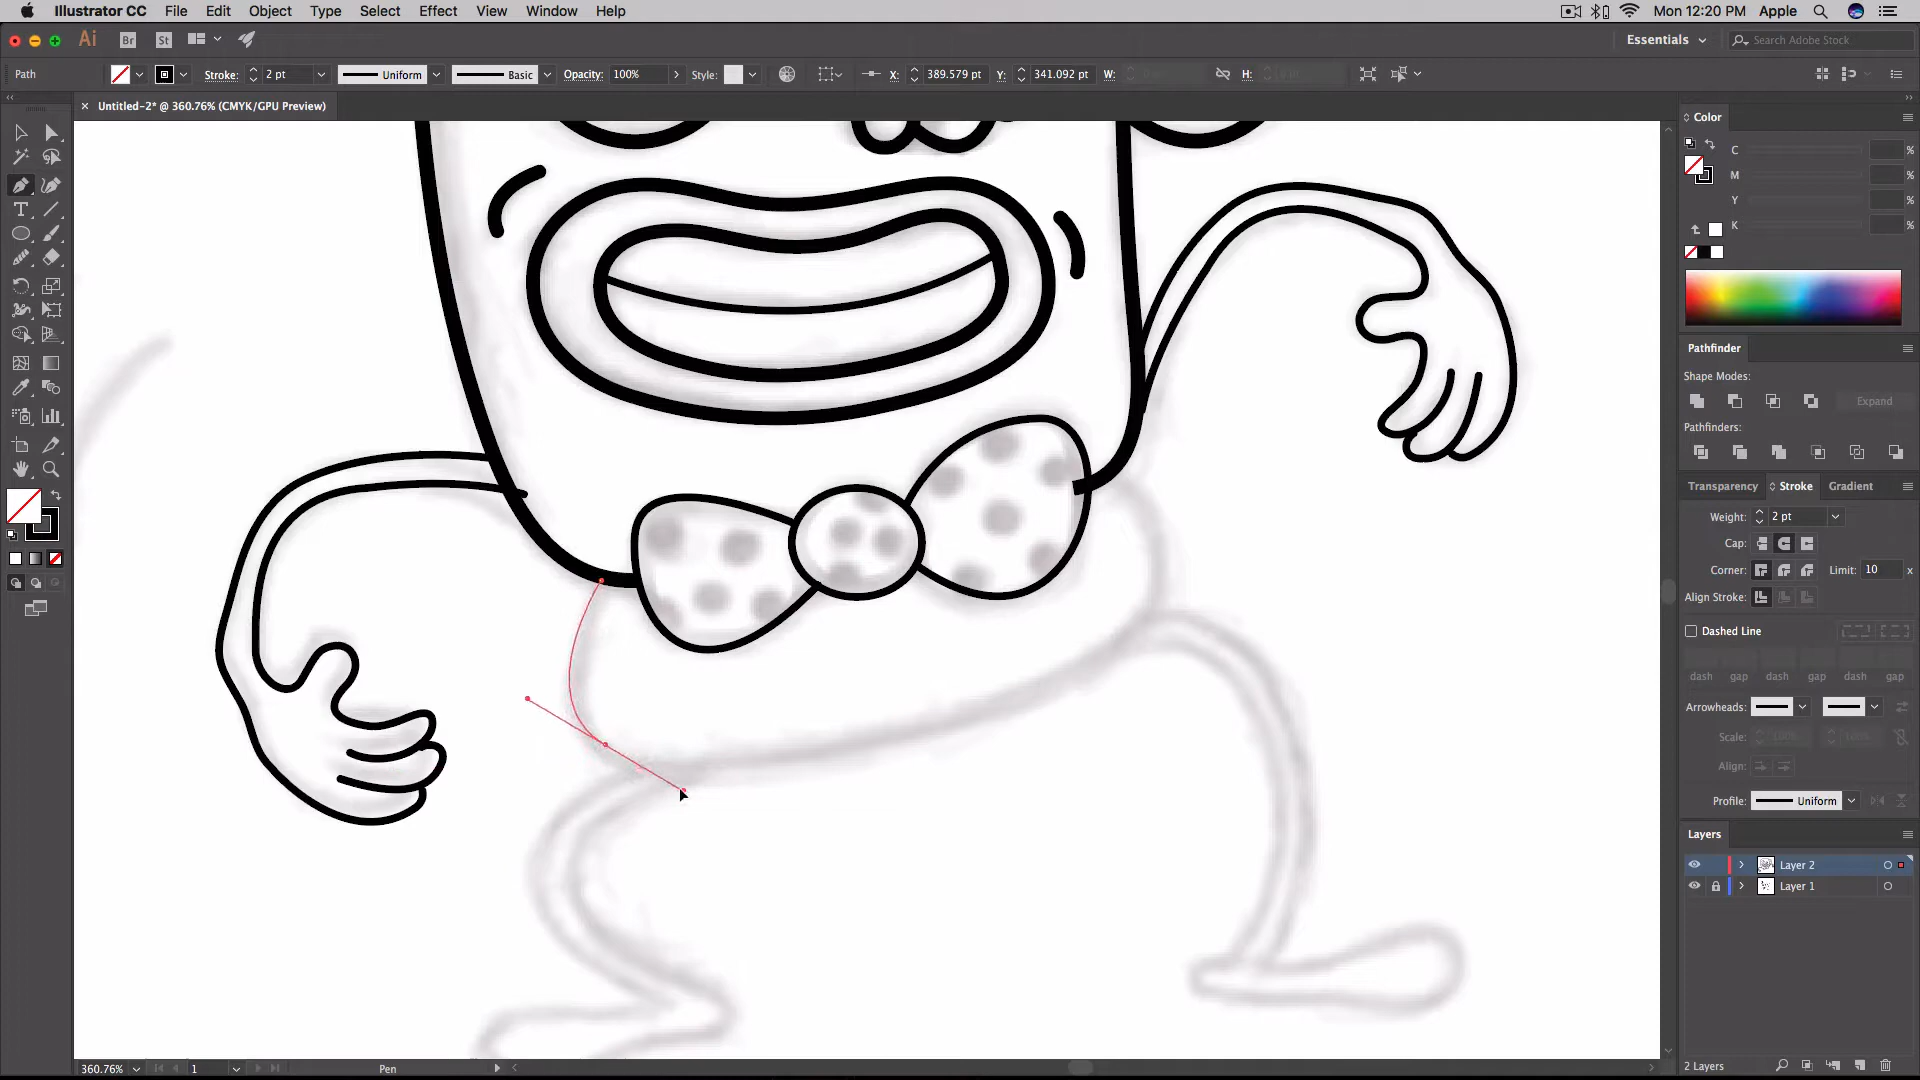 Illustrator CC File Edit Object Type Select Effect View Window Help Mon 12:20 PM Apple
Ai Br St Essentials Search Adobe Stock
Path Stroke: 2 pt Uniform Basic Opacity: 100% Style: X: 389.579 pt Y: 341.092 pt W: H:
Untitled-2* @ 360.76% (CMYK/GPU Preview)
Color
C %
M %
Y %
K %
Pathfinder
Shape Modes:
Expand
Pathfinders:
Transparency Stroke Gradient
Weight: 2 pt
Cap:
Corner: Limit: 10 x
Align Stroke:
Dashed Line
dash gap dash gap dash gap
Arrowheads:
Scale: 100% 100%
Align:
Profile: Uniform
Layers
Layer 2
Layer 1
2 Layers
360.76% 1 Pen